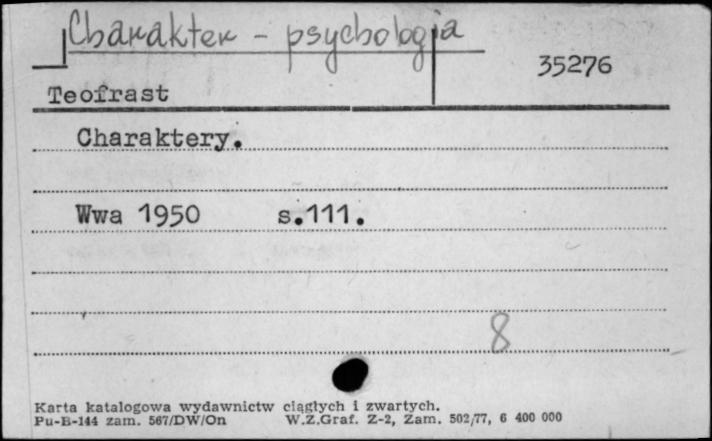 Charakter - psychologia
35276
Teofrast
Charaktery.
Wwa 1950 s.111.
8
Karta katalogowa wydawnictw ciągłych i zwartych.
Pu-B-144 zam. 567/DW/On W.Z.Graf. Z-2, Zam. 502/77, 6 400 000